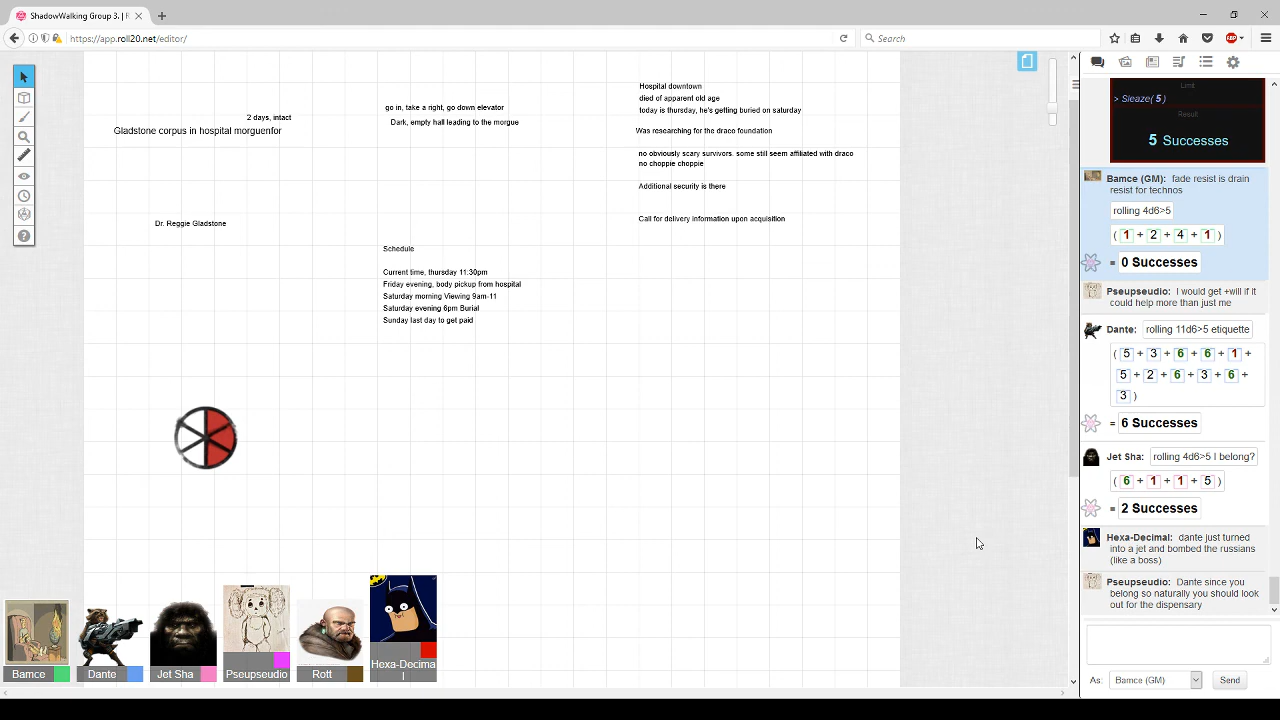 ShadowWalking Group 3. | R
https://app.roll20.net/editor/
Search
2 days, intact
Gladstone corpus in hospital morguenfor
Dr. Reggie Gladstone
go in, take a right, go down elevator
Dark, empty hall leading to the morgue
Schedule
Current time, thursday 11:30pm
Friday evening, body pickup from hospital
Saturday morning Viewing 9am-11
Saturday evening 6pm Burial
Sunday last day to get paid
Hospital downtown
died of apparent old age
today is thursday, he's getting buried on saturday
Was researching for the draco foundation
no obviously scary survivors. some still seem affiliated with draco
no choppie choppie
Additional security is there
Call for delivery information upon acquisition
Bamce
Dante
Jet Sha
Pseupseudio
Rott
Hexa-Decima
l
Limit
> Sleaze( 5 )
Result
5 Successes
Bamce (GM): fade resist is drain
resist for technos
rolling 4d6>5
( 1 + 2 + 4 + 1 )
= 0 Successes
Pseupseudio: I would get +will if it
could help more than just me
Dante: rolling 11d6>5 etiquette
( 5 + 3 + 6 + 6 + 1 +
5 + 2 + 6 + 3 + 6 +
3 )
= 6 Successes
Jet Sha: rolling 4d6>5 I belong?
( 6 + 1 + 1 + 5 )
= 2 Successes
Hexa-Decimal: dante just turned
into a jet and bombed the russians
(like a boss)
Pseupseudio: Dante since you
belong so naturally you should look
out for the dispensary
As: Bamce (GM) Send